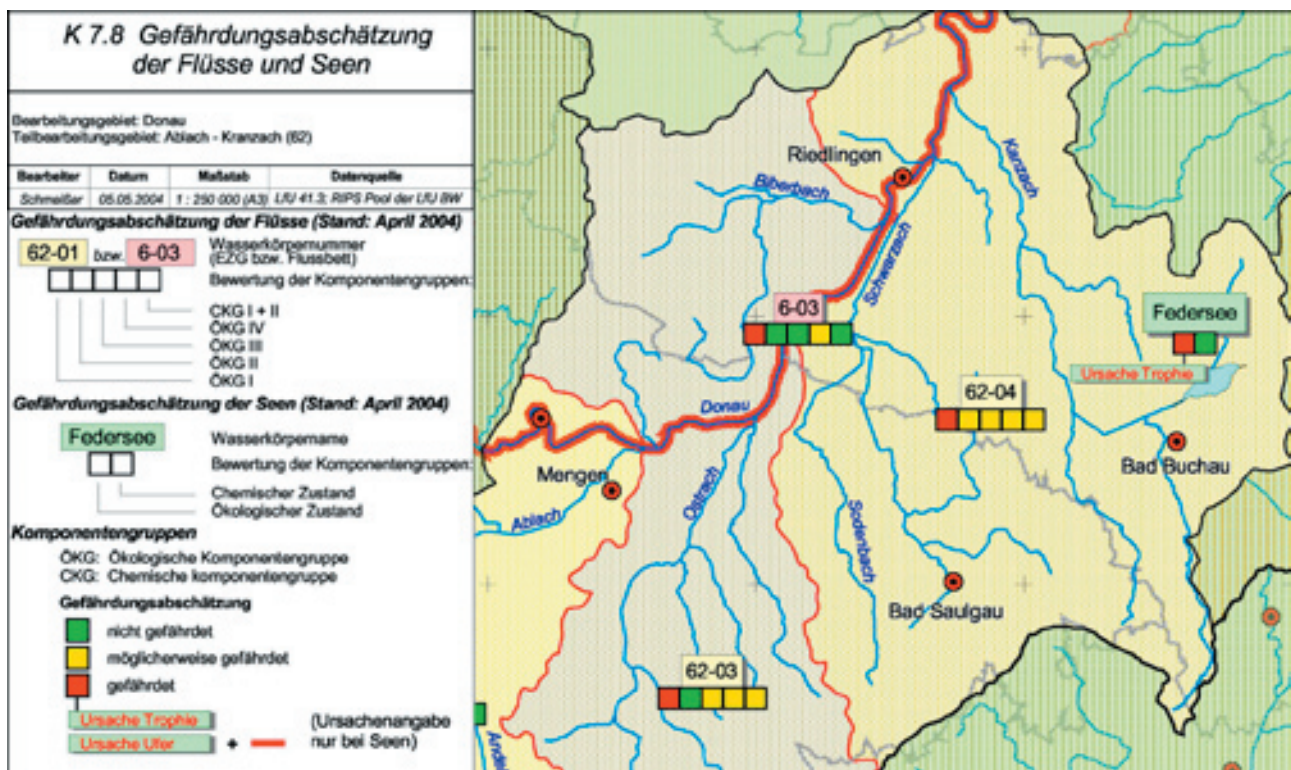 K 7.8 Gefährdungsabschätzung
der Flüsse und Seen
Bearbeitungsgebiet: Donau
Teilbearbeitungsgebiet: Ablach - Kranzach (62)
Bearbeiter Datum Maßstab Datenquelle
Schmeißer 05.05.2004 1 : 250 000 (A3) LfU 41.3; RIPS Pool der LfU BW
Gefährdungsabschätzung der Flüsse (Stand: April 2004)
62-01 bzw. 6-03 Wasserkörpernummer
(EZG bzw. Flussbett)
Bewertung der Komponentengruppen:
CKG I + II
ÖKG IV
ÖKG III
ÖKG II
ÖKG I
Gefährdungsabschätzung der Seen (Stand: April 2004)
Federsee Wasserkörpername
Bewertung der Komponentengruppen:
Chemischer Zustand
Ökologischer Zustand
Komponentengruppen
ÖKG: Ökologische Komponentengruppe
CKG: Chemische komponentengruppe
Gefährdungsabschätzung
nicht gefährdet
möglicherweise gefährdet
gefährdet
Ursache Trophie (Ursachenangabe
Ursache Ufer + nur bei Seen)
Riedlingen
Kanzach
Biberbach
Schwarzach
6-03
Federsee
Ursache Trophie
62-04
Donau
Bad Buchau
Mengen
Ablach
Ostrach
Sodenbach
Bad Saulgau
62-03